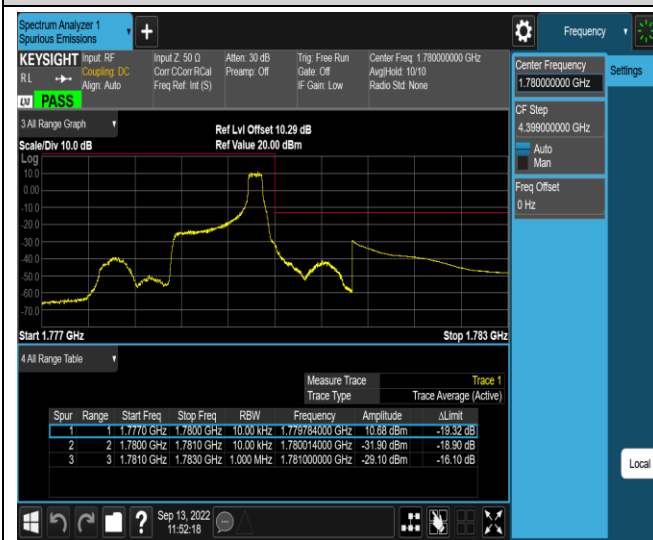 Spectrum Analyzer 1
Spurious Emissions
+
Frequency
KEYSIGHT Input: RF
RL
Coupling: DC
Align: Auto
Input Z: 50 Ω
Corr CCorr RCal
Freq Ref: Int (S)
Atten: 30 dB
Preamp: Off
Trig: Free Run
Gate: Off
IF Gain: Low
Center Freq: 1.780000000 GHz
Avg|Hold: 10/10
Radio Std: None
LXI PASS
Center Frequency
1.780000000 GHz
Settings
CF Step
4.399000000 GHz
Auto
Man
Freq Offset
0 Hz
3 All Range Graph
Scale/Div 10.0 dB
Ref Lvl Offset 10.29 dB
Ref Value 20.00 dBm
Log
10.0
0.00
-10.0
-20.0
-30.0
-40.0
-50.0
-60.0
-70.0
Start 1.777 GHz
Stop 1.783 GHz
4 All Range Table
Measure Trace Trace 1
Trace Type Trace Average (Active)
Spur Range Start Freq Stop Freq RBW Frequency Amplitude ΔLimit
1 1 1.7770 GHz 1.7800 GHz 10.00 kHz 1.779784000 GHz 10.68 dBm -19.32 dB
2 2 1.7800 GHz 1.7810 GHz 10.00 kHz 1.780014000 GHz -31.90 dBm -18.90 dB
3 3 1.7810 GHz 1.7830 GHz 1.000 MHz 1.781000000 GHz -29.10 dBm -16.10 dB
Local
?
Sep 13, 2022
11:52:18